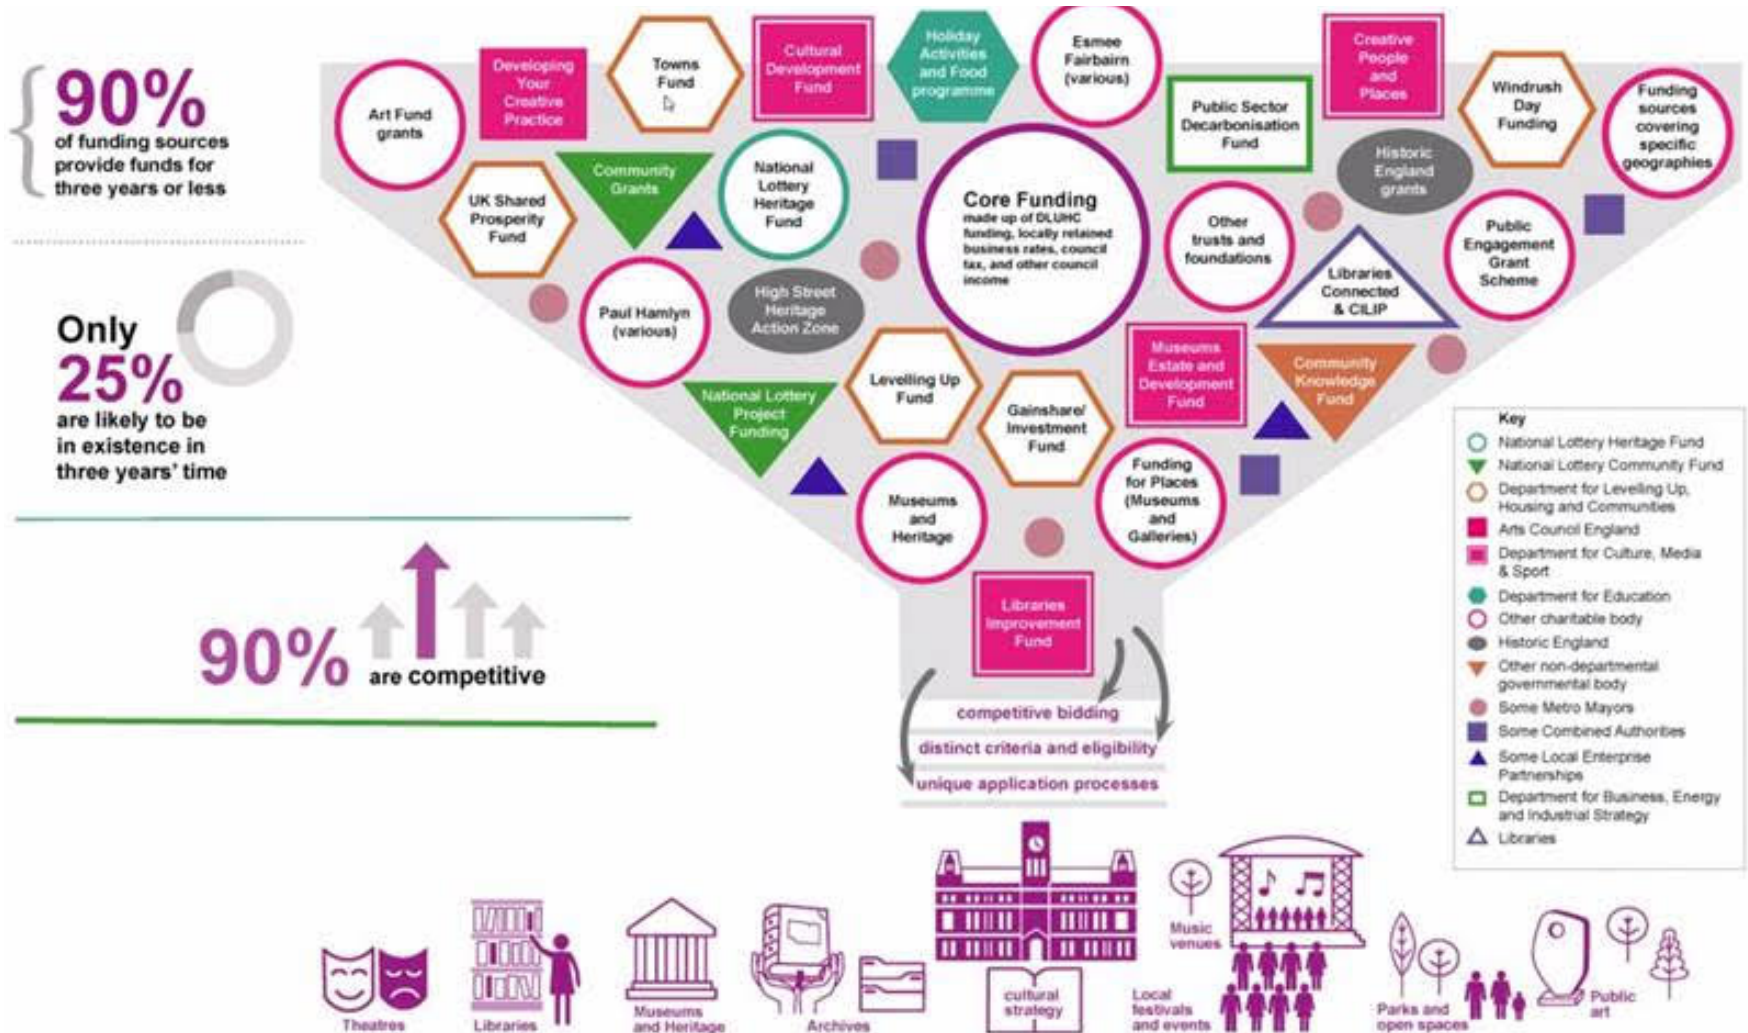 90%
of funding sources
provide funds for
three years or less
Only
25%
are likely to be
in existence in
three years' time
90%
are competitive
Art Fund
grants
Developing
Your
Creative
Practice
Towns
Fund
Cultural
Development
Fund
Holiday
Activities
and Food
programme
Esmee
Fairbairn
(various)
Public Sector
Decarbonisation
Fund
Creative
People
and
Places
Windrush
Day
Funding
Funding
sources
covering
specific
geographies
UK Shared
Prosperity
Fund
Community
Grants
National
Lottery
Heritage
Fund
Core Funding
made up of DLUHC
funding, locally retained
business rates, council
tax, and other council
income
Other
trusts and
foundations
Historic
England
grants
Libraries
Connected
& CILIP
Public
Engagement
Grant
Scheme
Paul Hamlyn
(various)
High Street
Heritage
Action Zone
National Lottery
Project
Funding
Levelling Up
Fund
Gainshare/
Investment
Fund
Museums
Estate and
Development
Fund
Community
Knowledge
Fund
Museums
and
Heritage
Funding
for Places
(Museums
and
Galleries)
Libraries
Improvement
Fund
competitive bidding
distinct criteria and eligibility
unique application processes
Key
National Lottery Heritage Fund
National Lottery Community Fund
Department for Levelling Up,
Housing and Communities
Arts Council England
Department for Culture, Media
& Sport
Department for Education
Other charitable body
Historic England
Other non-departmental
governmental body
Some Metro Mayors
Some Combined Authorities
Some Local Enterprise
Partnerships
Department for Business, Energy
and Industrial Strategy
Libraries
Theatres
Libraries
Museums
and Heritage
Archives
cultural
strategy
Music
venues
Local
festivals
and events
Parks and
open spaces
Public
art